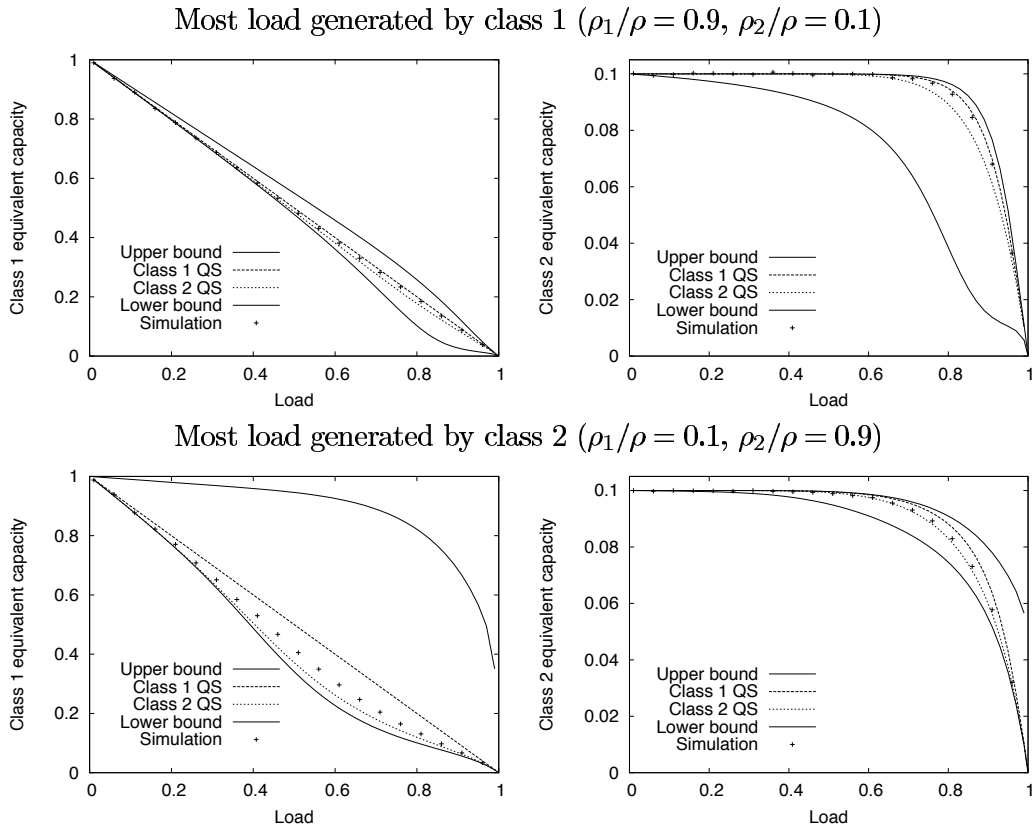 Most load generated by class 1 (ρ₁/ρ = 0.9, ρ₂/ρ = 0.1)
Class 1 equivalent capacity
1
0.8
0.6
0.4
0.2
0
Upper bound
Class 1 QS
Class 2 QS
Lower bound
Simulation
0 0.2 0.4 0.6 0.8 1
Load
Class 2 equivalent capacity
0.1
0.08
0.06
0.04
0.02
0
Upper bound
Class 1 QS
Class 2 QS
Lower bound
Simulation
0 0.2 0.4 0.6 0.8 1
Load
Most load generated by class 2 (ρ₁/ρ = 0.1, ρ₂/ρ = 0.9)
Class 1 equivalent capacity
1
0.8
0.6
0.4
0.2
0
Upper bound
Class 1 QS
Class 2 QS
Lower bound
Simulation
0 0.2 0.4 0.6 0.8 1
Load
Class 2 equivalent capacity
0.1
0.08
0.06
0.04
0.02
0
Upper bound
Class 1 QS
Class 2 QS
Lower bound
Simulation
0 0.2 0.4 0.6 0.8 1
Load